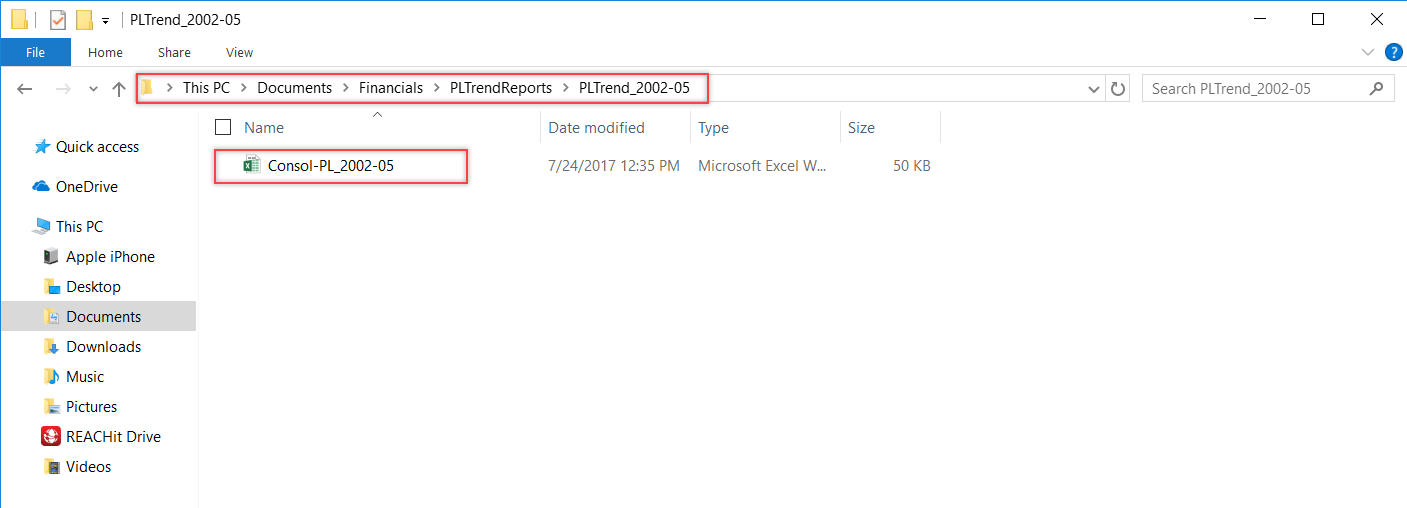 PLTrend_2002-05
File Home Share View
This PC Documents Financials PLTrendReports PLTrend_2002-05 Search PLTrend_2002-05
Name Date modified Type Size
Consol-PL_2002-05 7/24/2017 12:35 PM Microsoft Excel W... 50 KB
Quick access
OneDrive
This PC
Apple iPhone
Desktop
Documents
Downloads
Music
Pictures
REACHit Drive
Videos